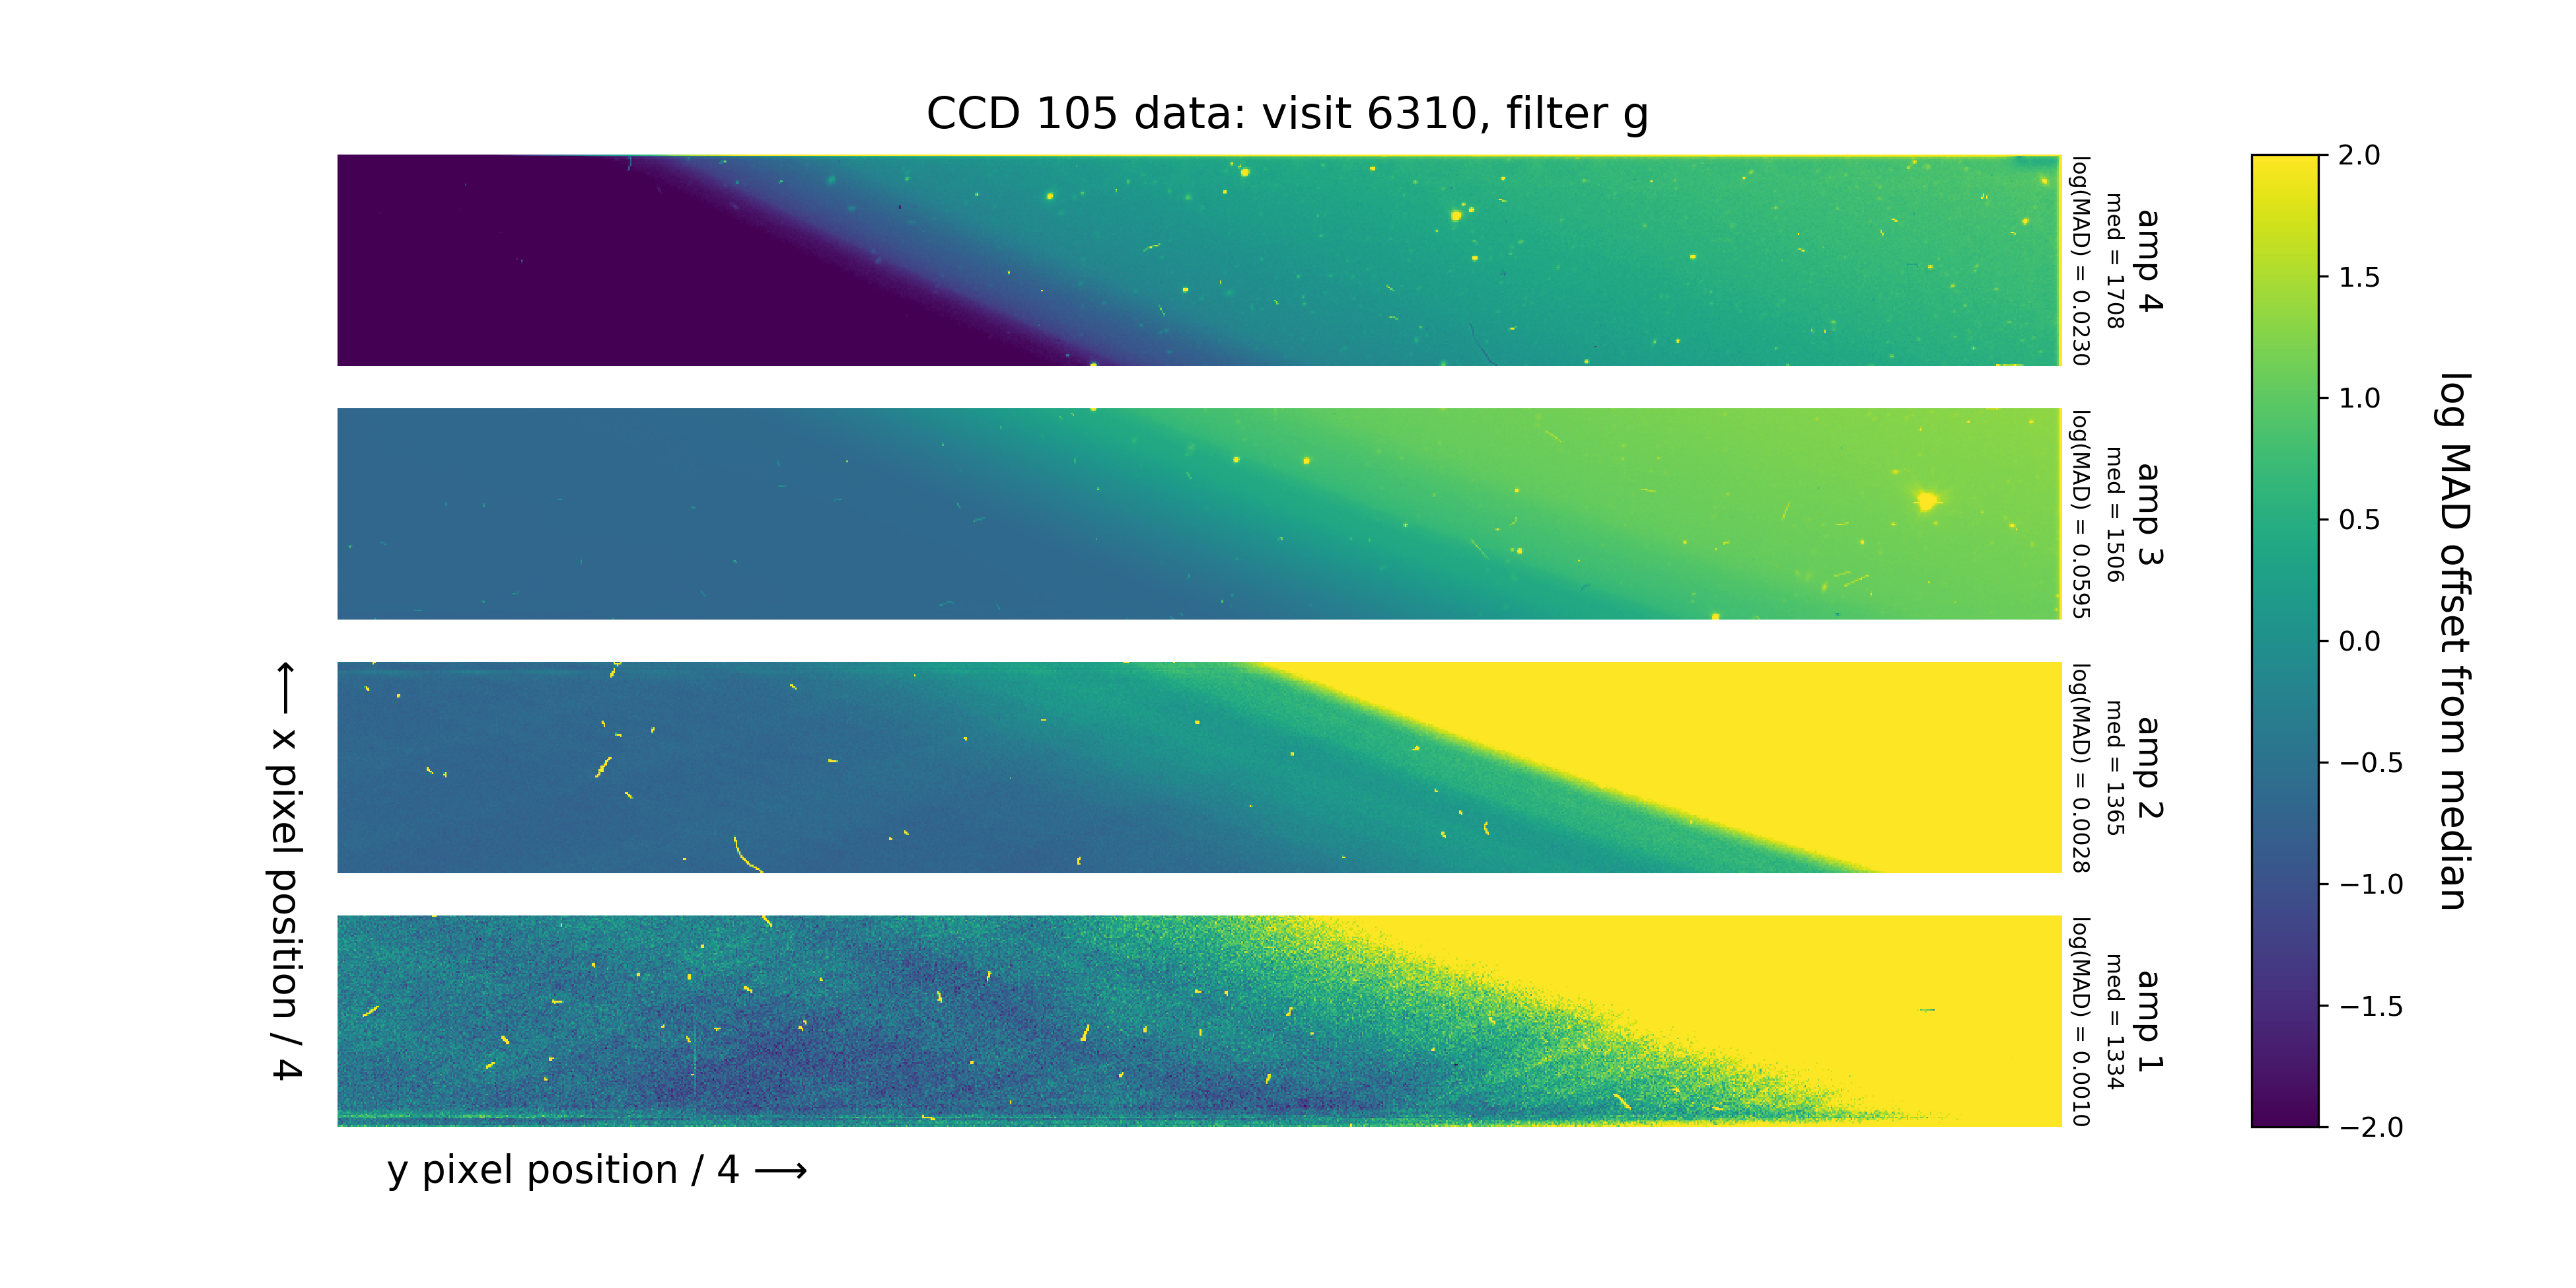 CCD 105 data: visit 6310, filter g
amp 4
med = 1708
log(MAD) = 0.0230
amp 3
med = 1506
log(MAD) = 0.0595
amp 2
med = 1365
log(MAD) = 0.0028
amp 1
med = 1334
log(MAD) = 0.0010
⟵ x pixel position / 4
y pixel position / 4 ⟶
2.0
1.5
1.0
0.5
0.0
−0.5
−1.0
−1.5
−2.0
log MAD offset from median